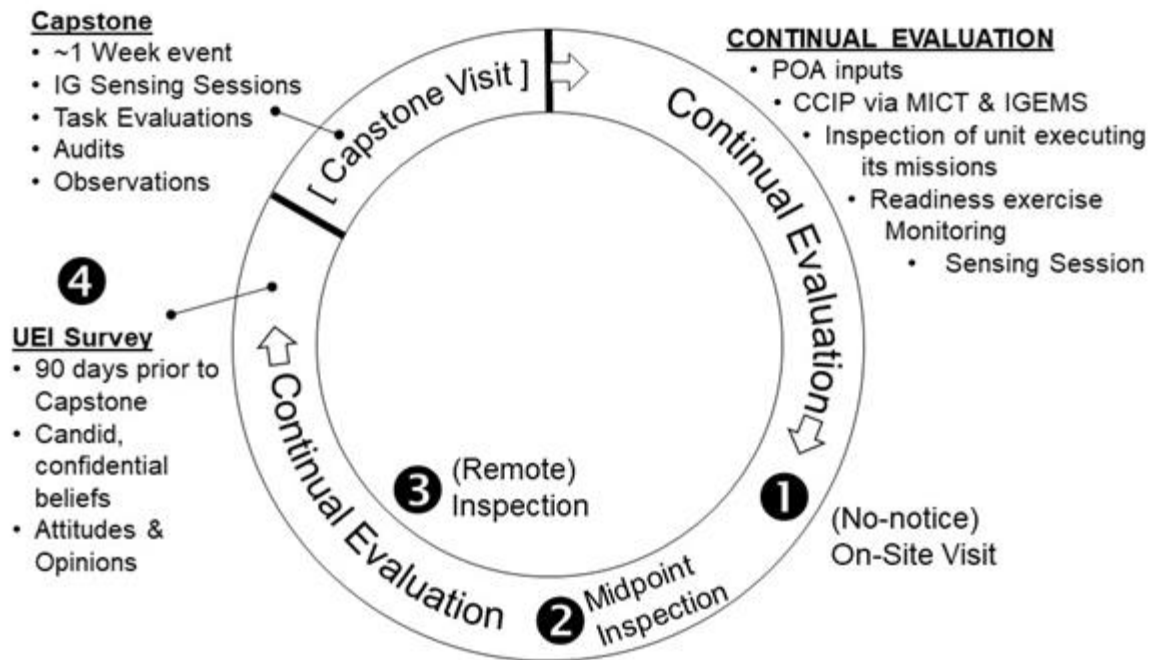 Capstone
• ~1 Week event
• IG Sensing Sessions
• Task Evaluations
• Audits
• Observations
[ Capstone Visit ]
CONTINUAL EVALUATION
• POA inputs
• CCIP via MICT & IGEMS
• Inspection of unit executing
its missions
• Readiness exercise
Monitoring
• Sensing Session
Continual Evaluation
1
(No-notice)
On-Site Visit
2
Midpoint
Inspection
3
(Remote)
Inspection
Continual Evaluation
4
UEI Survey
• 90 days prior to
Capstone
• Candid,
confidential
beliefs
• Attitudes &
Opinions